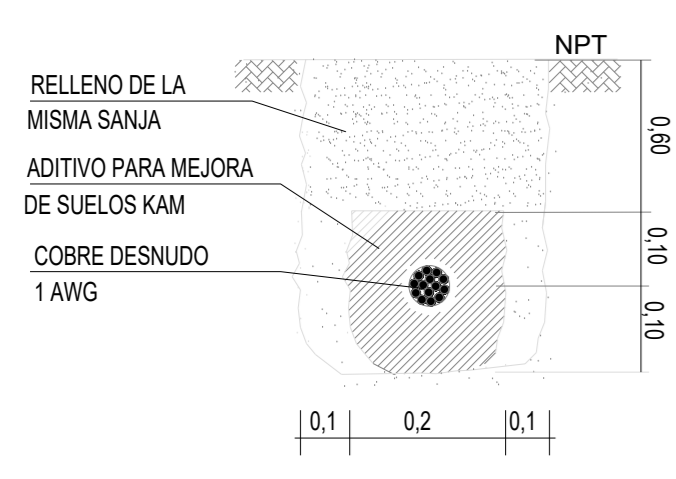 NPT
RELLENO DE LA
MISMA SANJA
ADITIVO PARA MEJORA
DE SUELOS KAM
COBRE DESNUDO
1 AWG
0,60
0,10
0,10
0,1
0,2
0,1